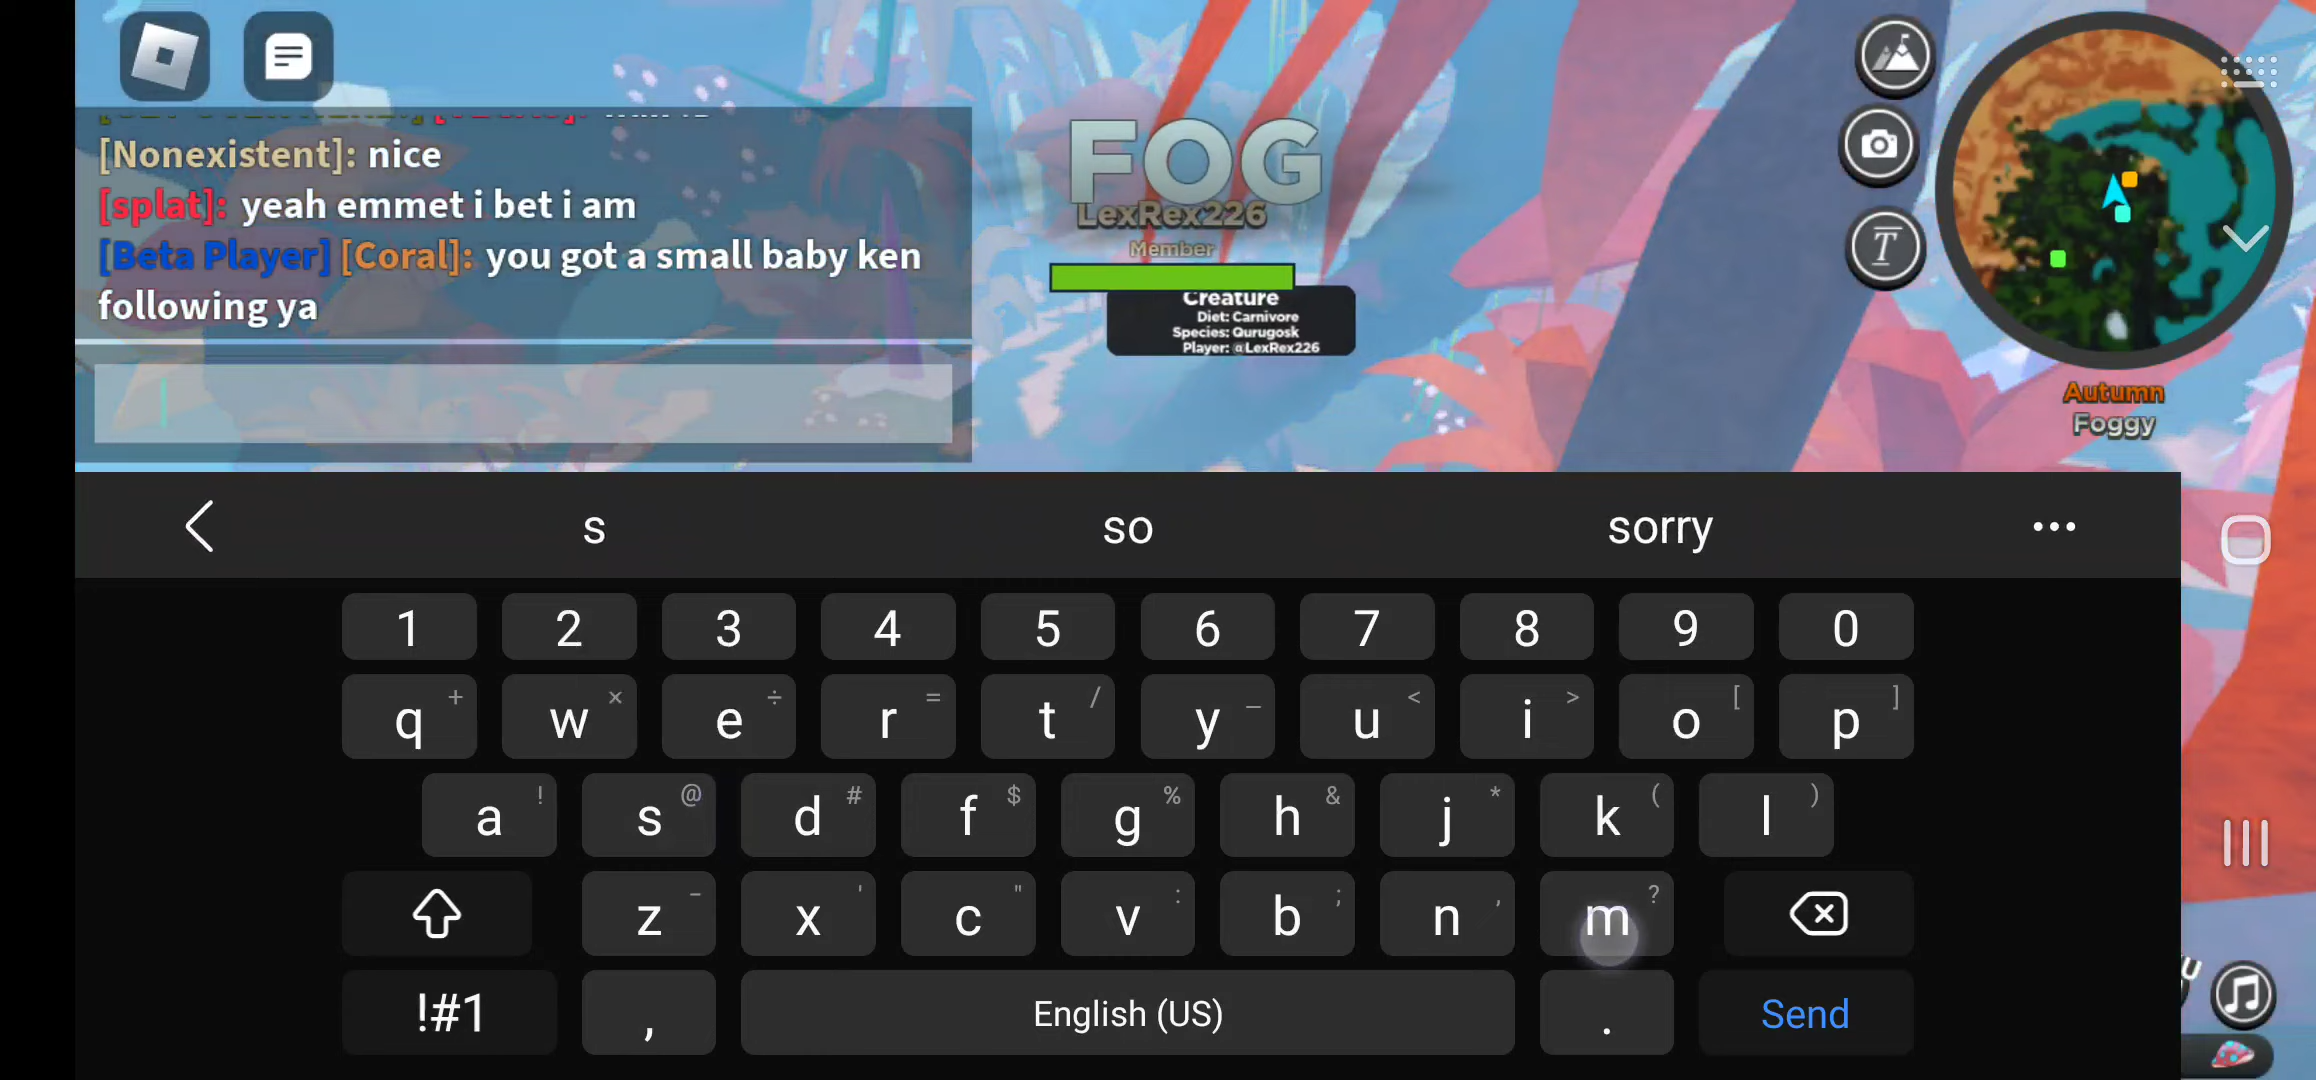 [Nonexistent]: nice
[splat]: yeah emmet i bet i am
[Beta Player] [Coral]: you got a small baby ken
following ya
FOG
LexRex226
Member
Creature
Diet: Carnivore
Species: Qurugosk
Player: @LexRex226
T
Autumn
Foggy
s so sorry
1 2 3 4 5 6 7 8 9 0
q + w × e ÷ r = t / y _ u < i > o [ p ]
a ! s @ d # f $ g % h & j * k ( l )
z - x ' c " v : b ; n , m ?
!#1 , English (US) . Send